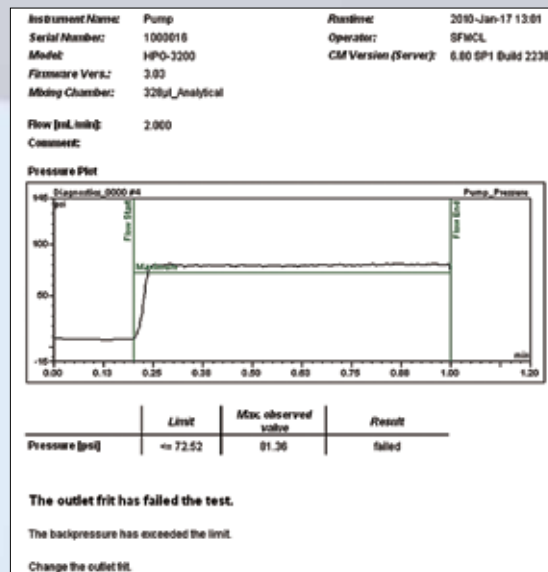 Instrument Name: Pump Runtime: 2010-Jan-17 13:01
Serial Number: 1000016 Operator: SFMCL
Model: HPG-3200 CM Version (Server): 6.80 SP1 Build 2238
Firmware Vers.: 3.03
Mixing Chamber: 328µl_Analytical
Flow [mL/min]: 2.000
Comment:
Pressure Plot
Diagnostics_0000 #4 Pump_Pressure
psi
Flow Start
Flow End
100
50
-15
min
0.00 0.13 0.25 0.38 0.50 0.63 0.75 0.88 1.00 1.20
Limit Max. observed value Result
Pressure [psi] <= 72.52 81.36 failed
The outlet frit has failed the test.
The backpressure has exceeded the limit.
Change the outlet frit.